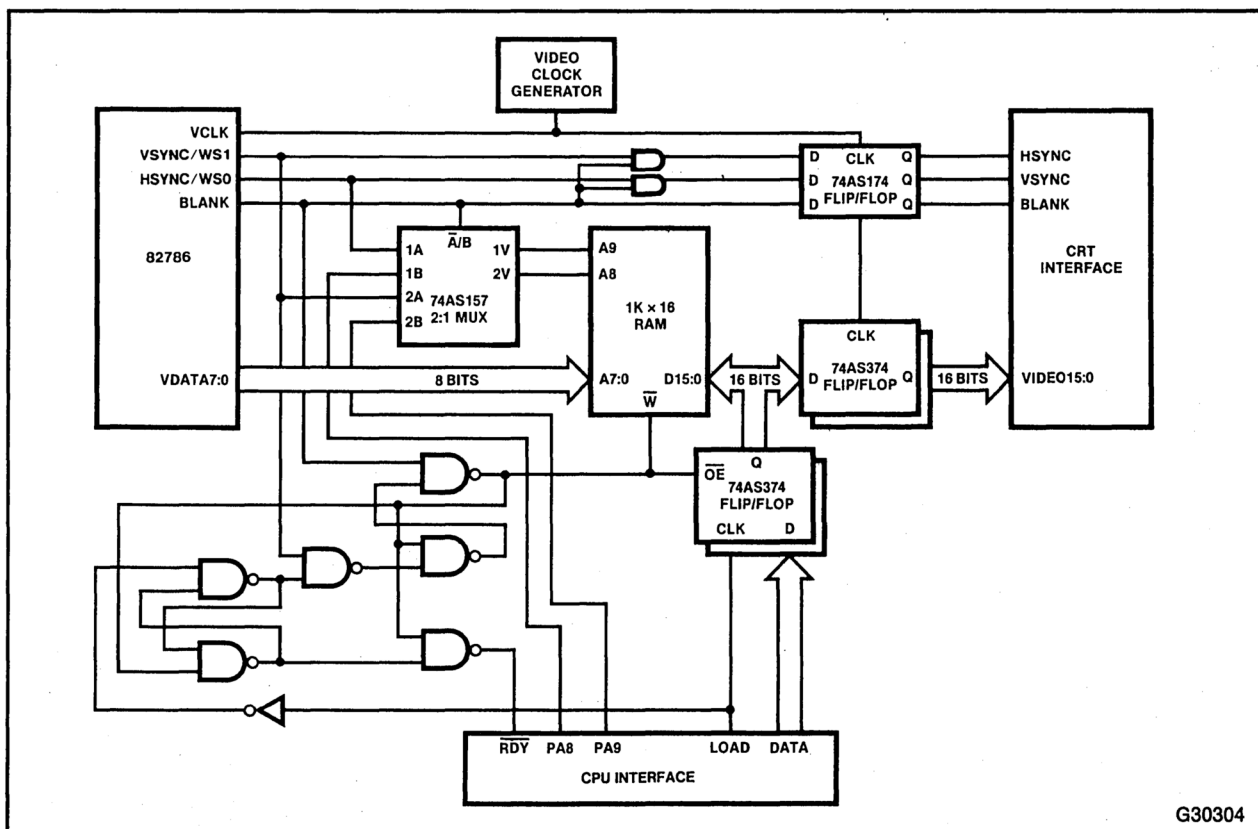 VIDEO
CLOCK
GENERATOR
VCLK
VSYNC/WS1
HSYNC/WS0
BLANK
82786
VDATA7:0
D CLK Q
D 74AS174 Q
FLIP/FLOP
D Q
HSYNC
VSYNC
BLANK
CRT
INTERFACE
VIDEO15:0
A/B
1A 1V
1B 2V
2A 74AS157
2B 2:1 MUX
A9
A8
1K × 16
RAM
A7:0 D15:0
W
8 BITS
16 BITS
CLK
D 74AS374 Q
FLIP/FLOP
16 BITS
Q
OE
74AS374
FLIP/FLOP
CLK D
RDY PA8 PA9 LOAD DATA
CPU INTERFACE
G30304